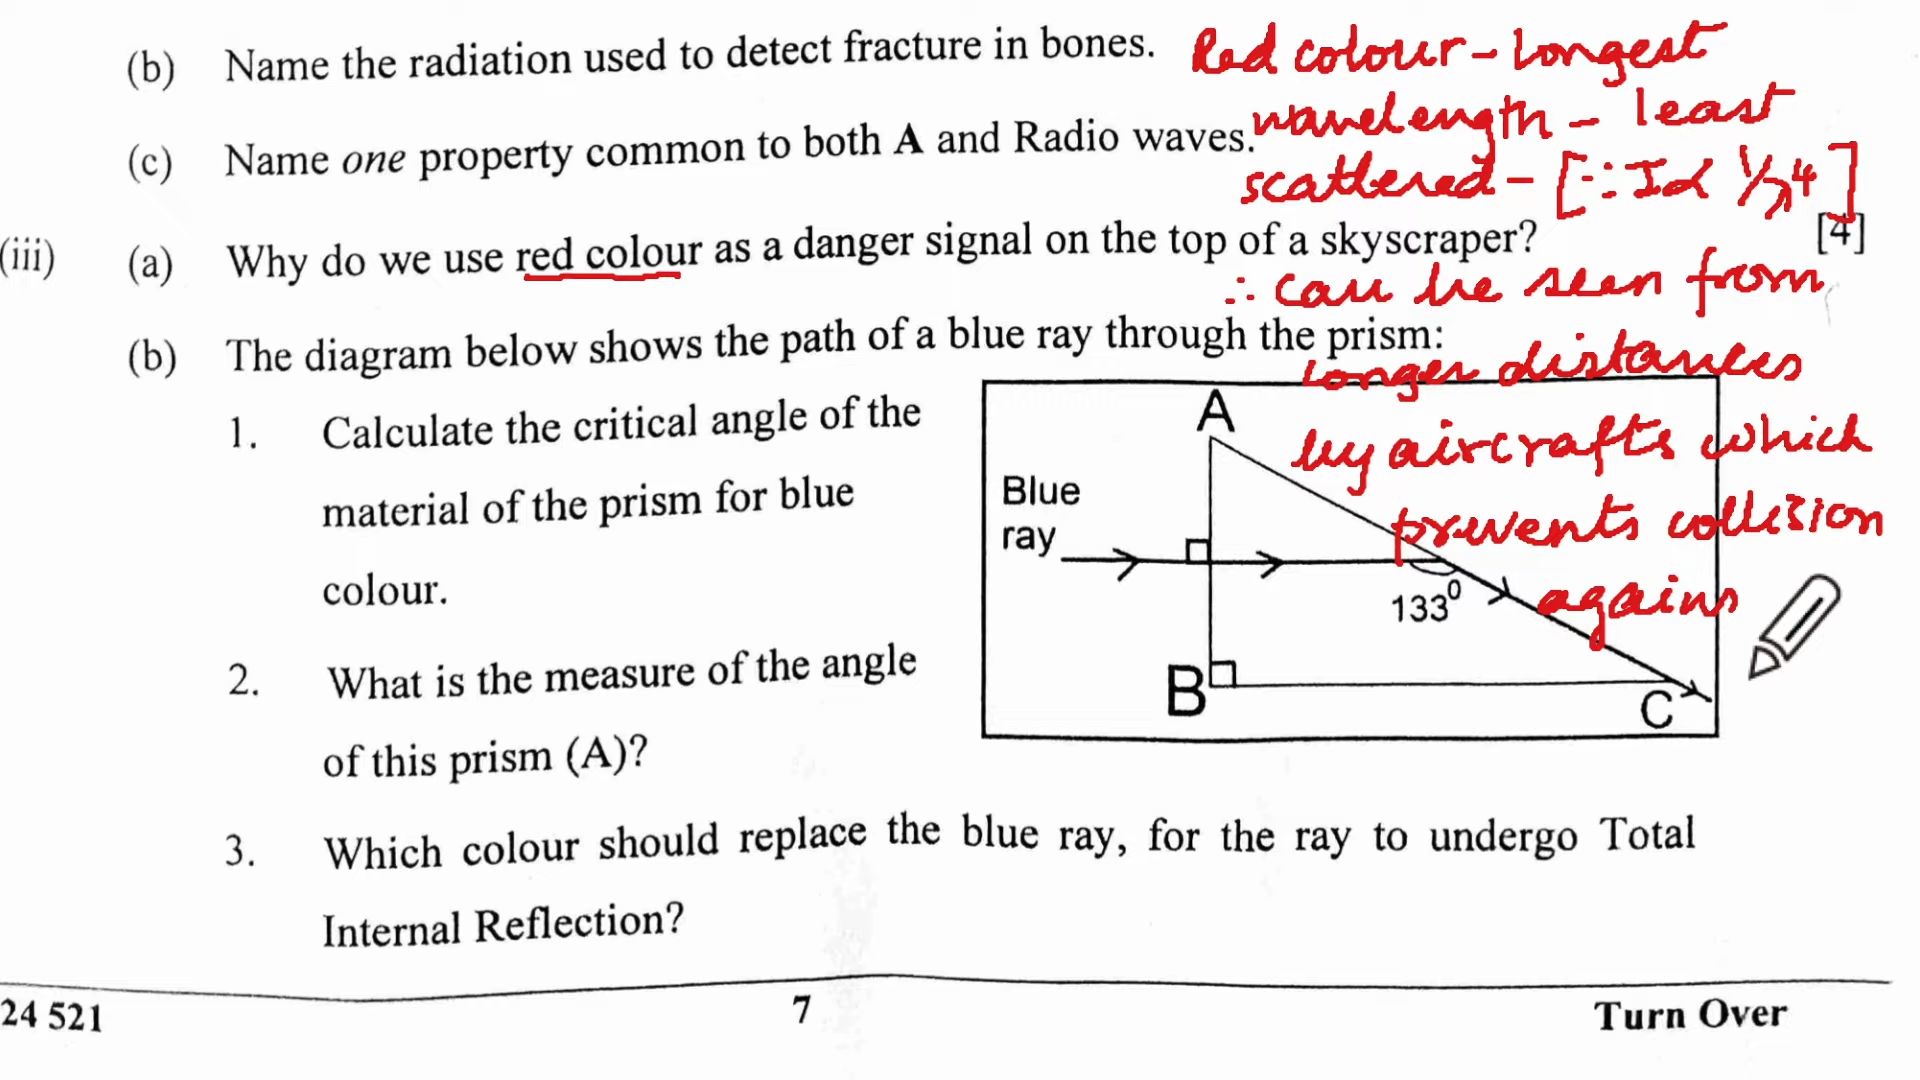 (b) Name the radiation used to detect fracture in bones. Red colour - longest
(c) Name one property common to both A and Radio waves. wavelength - least
scattered - [∵ I α 1/λ⁴]
(iii) (a) Why do we use red colour as a danger signal on the top of a skyscraper? [4]
∴ can be seen from
(b) The diagram below shows the path of a blue ray through the prism:
longer distances
1. Calculate the critical angle of the
material of the prism for blue
colour.
A
by aircrafts which
Blue
ray
prevents collision
133⁰
agains
B
C
2. What is the measure of the angle
of this prism (A)?
3. Which colour should replace the blue ray, for the ray to undergo Total
Internal Reflection?
24 521 7 Turn Over